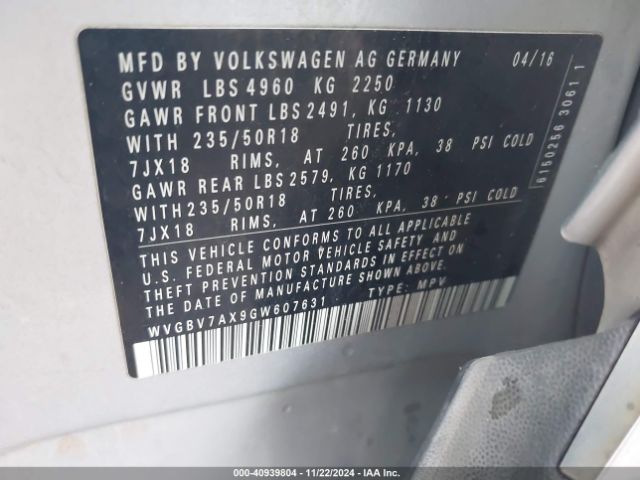 MFD BY VOLKSWAGEN AG GERMANY 04/16
GVWR LBS 4960 KG 2250
GAWR FRONT LBS 2491, KG 1130
WITH 235/50R18 TIRES,
7JX18 RIMS, AT 260 KPA, 38 PSI COLD
GAWR REAR LBS 2579, KG 1170
WITH 235/50R18 TIRES,
7JX18 RIMS, AT 260 KPA, 38 PSI COLD
THIS VEHICLE CONFORMS TO ALL APPLICABLE
U.S. FEDERAL MOTOR VEHICLE SAFETY AND
THEFT PREVENTION STANDARDS IN EFFECT ON
THE DATE OF MANUFACTURE SHOWN ABOVE.
WVGBV7AX9GW607631 TYPE: MPV
6150256 3061 1
000-40939804 - 11/22/2024 - IAAI.com